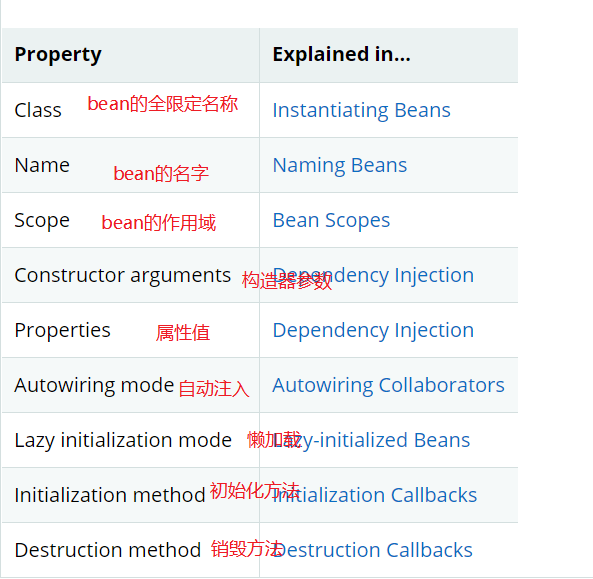 Property Explained in...
Class bean的全限定名称 Instantiating Beans
Name bean的名字 Naming Beans
Scope bean的作用域 Bean Scopes
Constructor arguments 构造器参数 Dependency Injection
Properties 属性值 Dependency Injection
Autowiring mode 自动注入 Autowiring Collaborators
Lazy initialization mode 懒加载 Lazy-initialized Beans
Initialization method 初始化方法 Initialization Callbacks
Destruction method 销毁方法 Destruction Callbacks